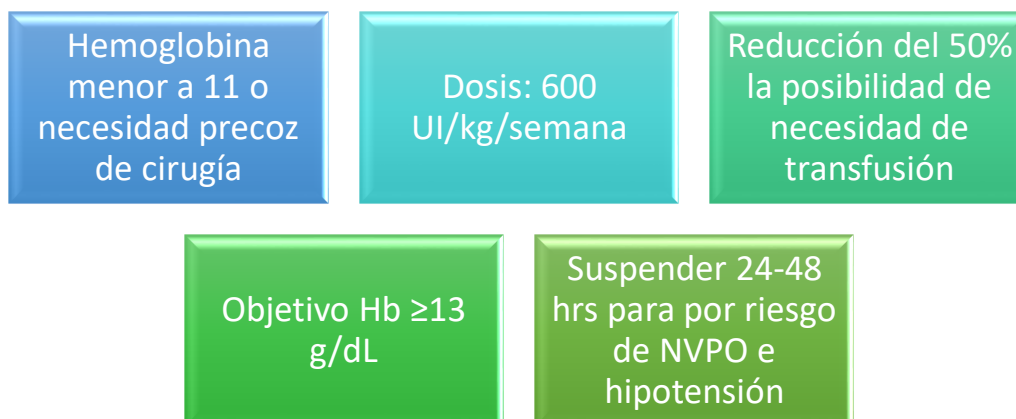 Hemoglobina
menor a 11 o
necesidad precoz
de cirugía
Dosis: 600
UI/kg/semana
Reducción del 50%
la posibilidad de
necesidad de
transfusión
Objetivo Hb ≥13
g/dL
Suspender 24-48
hrs para por riesgo
de NVPO e
hipotensión